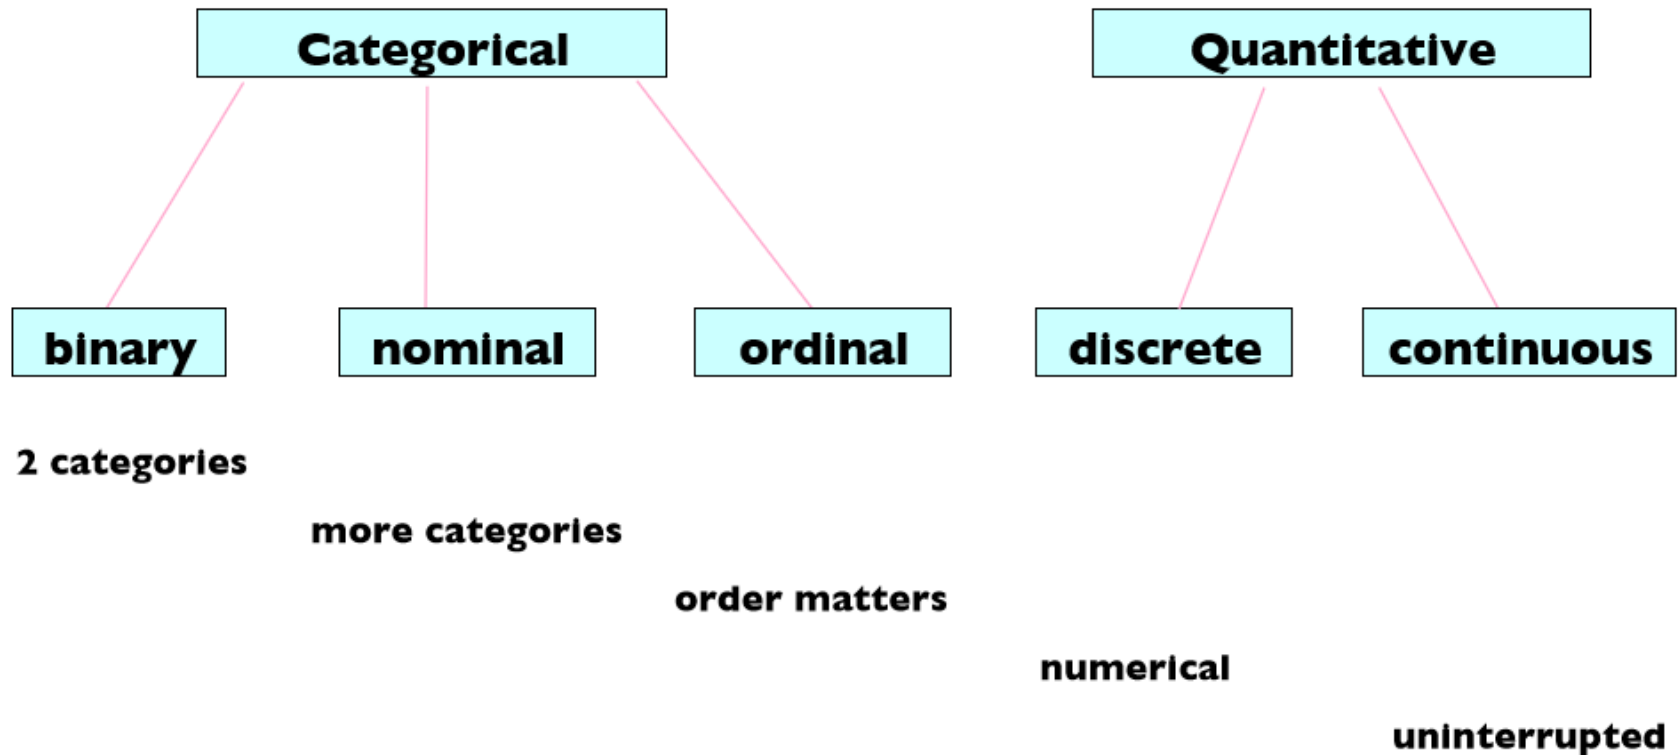 Categorical
Quantitative
binary
nominal
ordinal
discrete
continuous
2 categories
more categories
order matters
numerical
uninterrupted